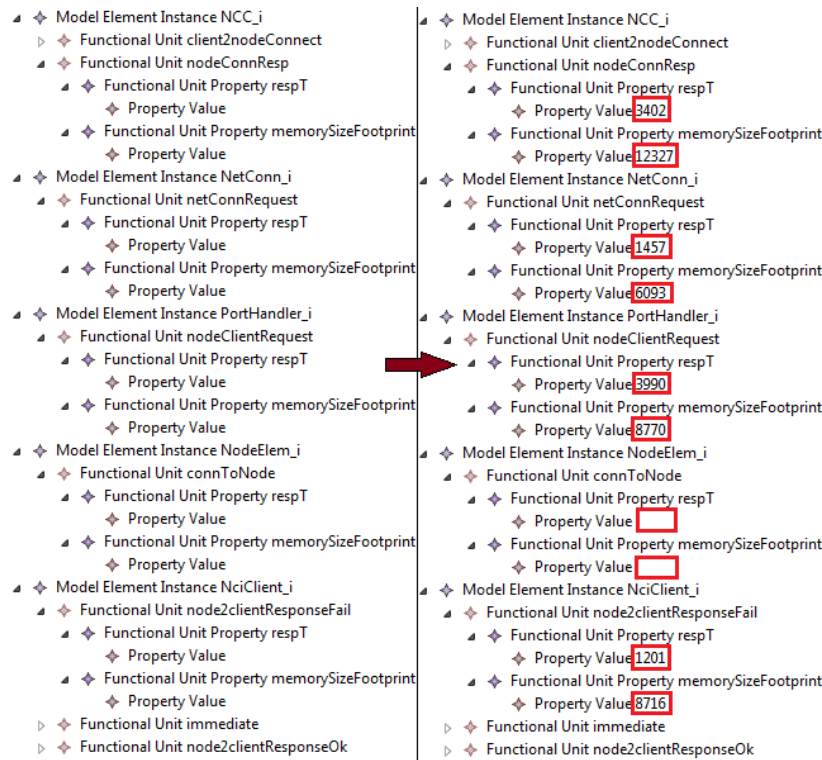 Model Element Instance NCC_i
Functional Unit client2nodeConnect
Functional Unit nodeConnResp
Functional Unit Property respT
Property Value
Functional Unit Property memorySizeFootprint
Property Value
Model Element Instance NetConn_i
Functional Unit netConnRequest
Functional Unit Property respT
Property Value
Functional Unit Property memorySizeFootprint
Property Value
Model Element Instance PortHandler_i
Functional Unit nodeClientRequest
Functional Unit Property respT
Property Value
Functional Unit Property memorySizeFootprint
Property Value
Model Element Instance NodeElem_i
Functional Unit connToNode
Functional Unit Property respT
Property Value
Functional Unit Property memorySizeFootprint
Property Value
Model Element Instance NciClient_i
Functional Unit node2clientResponseFail
Functional Unit Property respT
Property Value
Functional Unit Property memorySizeFootprint
Property Value
Functional Unit immediate
Functional Unit node2clientResponseOk
Model Element Instance NCC_i
Functional Unit client2nodeConnect
Functional Unit nodeConnResp
Functional Unit Property respT
Property Value 3402
Functional Unit Property memorySizeFootprint
Property Value 12327
Model Element Instance NetConn_i
Functional Unit netConnRequest
Functional Unit Property respT
Property Value 1457
Functional Unit Property memorySizeFootprint
Property Value 6093
Model Element Instance PortHandler_i
Functional Unit nodeClientRequest
Functional Unit Property respT
Property Value 3990
Functional Unit Property memorySizeFootprint
Property Value 8770
Model Element Instance NodeElem_i
Functional Unit connToNode
Functional Unit Property respT
Property Value
Functional Unit Property memorySizeFootprint
Property Value
Model Element Instance NciClient_i
Functional Unit node2clientResponseFail
Functional Unit Property respT
Property Value 1201
Functional Unit Property memorySizeFootprint
Property Value 8716
Functional Unit immediate
Functional Unit node2clientResponseOk